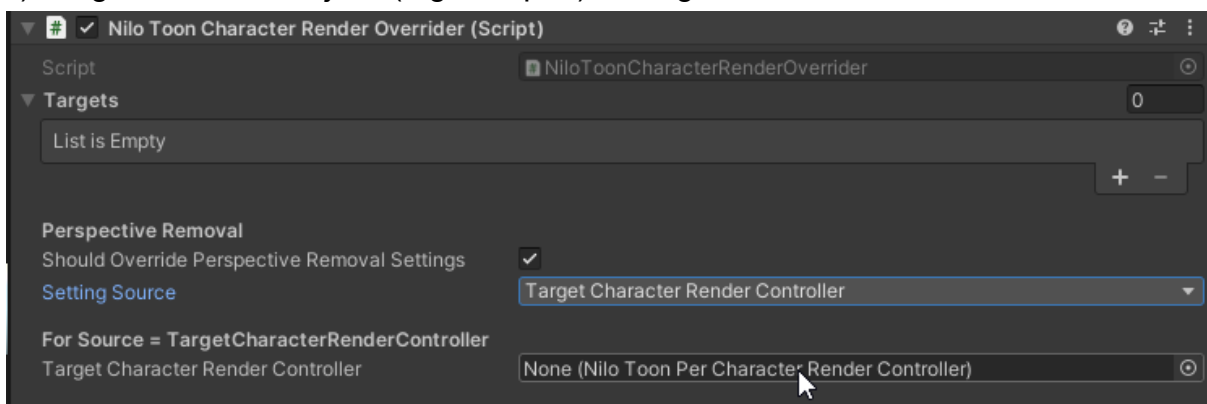 Nilo Toon Character Render Overrider (Script)
Script NiloToonCharacterRenderOverrider
Targets 0
List is Empty
+ −
Perspective Removal
Should Override Perspective Removal Settings
Setting Source Target Character Render Controller
For Source = TargetCharacterRenderController
Target Character Render Controller None (Nilo Toon Per Character Render Controller)